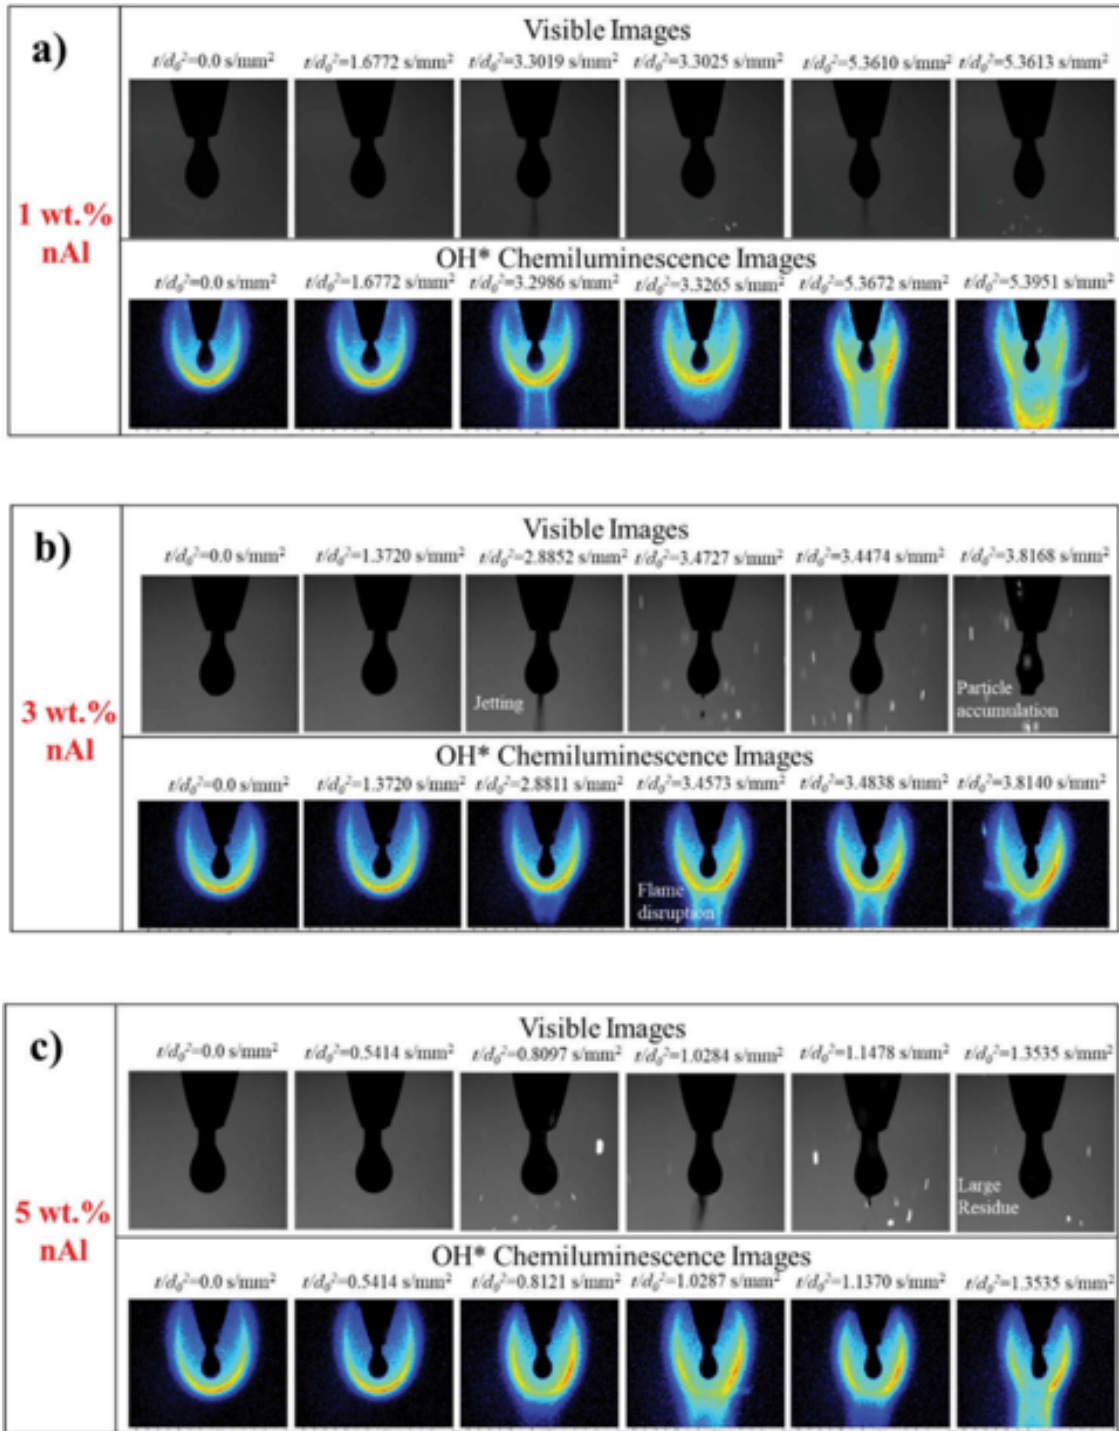 a)
Visible Images
t/d₀²=0.0 s/mm² t/d₀²=1.6772 s/mm² t/d₀²=3.3019 s/mm² t/d₀²=3.3025 s/mm² t/d₀²=5.3610 s/mm² t/d₀²=5.3613 s/mm²
1 wt.%
nAl
OH* Chemiluminescence Images
t/d₀²=0.0 s/mm² t/d₀²=1.6772 s/mm² t/d₀²=3.2986 s/mm² t/d₀²=3.3265 s/mm² t/d₀²=5.3672 s/mm² t/d₀²=5.3951 s/mm²
b)
Visible Images
t/d₀²=0.0 s/mm² t/d₀²=1.3720 s/mm² t/d₀²=2.8852 s/mm² t/d₀²=3.4727 s/mm² t/d₀²=3.4474 s/mm² t/d₀²=3.8168 s/mm²
Jetting
Particle
accumulation
3 wt.%
nAl
OH* Chemiluminescence Images
t/d₀²=0.0 s/mm² t/d₀²=1.3720 s/mm² t/d₀²=2.8811 s/mm² t/d₀²=3.4573 s/mm² t/d₀²=3.4838 s/mm² t/d₀²=3.8140 s/mm²
Flame
disruption
c)
Visible Images
t/d₀²=0.0 s/mm² t/d₀²=0.5414 s/mm² t/d₀²=0.8097 s/mm² t/d₀²=1.0284 s/mm² t/d₀²=1.1478 s/mm² t/d₀²=1.3535 s/mm²
Large
Residue
5 wt.%
nAl
OH* Chemiluminescence Images
t/d₀²=0.0 s/mm² t/d₀²=0.5414 s/mm² t/d₀²=0.8121 s/mm² t/d₀²=1.0287 s/mm² t/d₀²=1.1370 s/mm² t/d₀²=1.3535 s/mm²